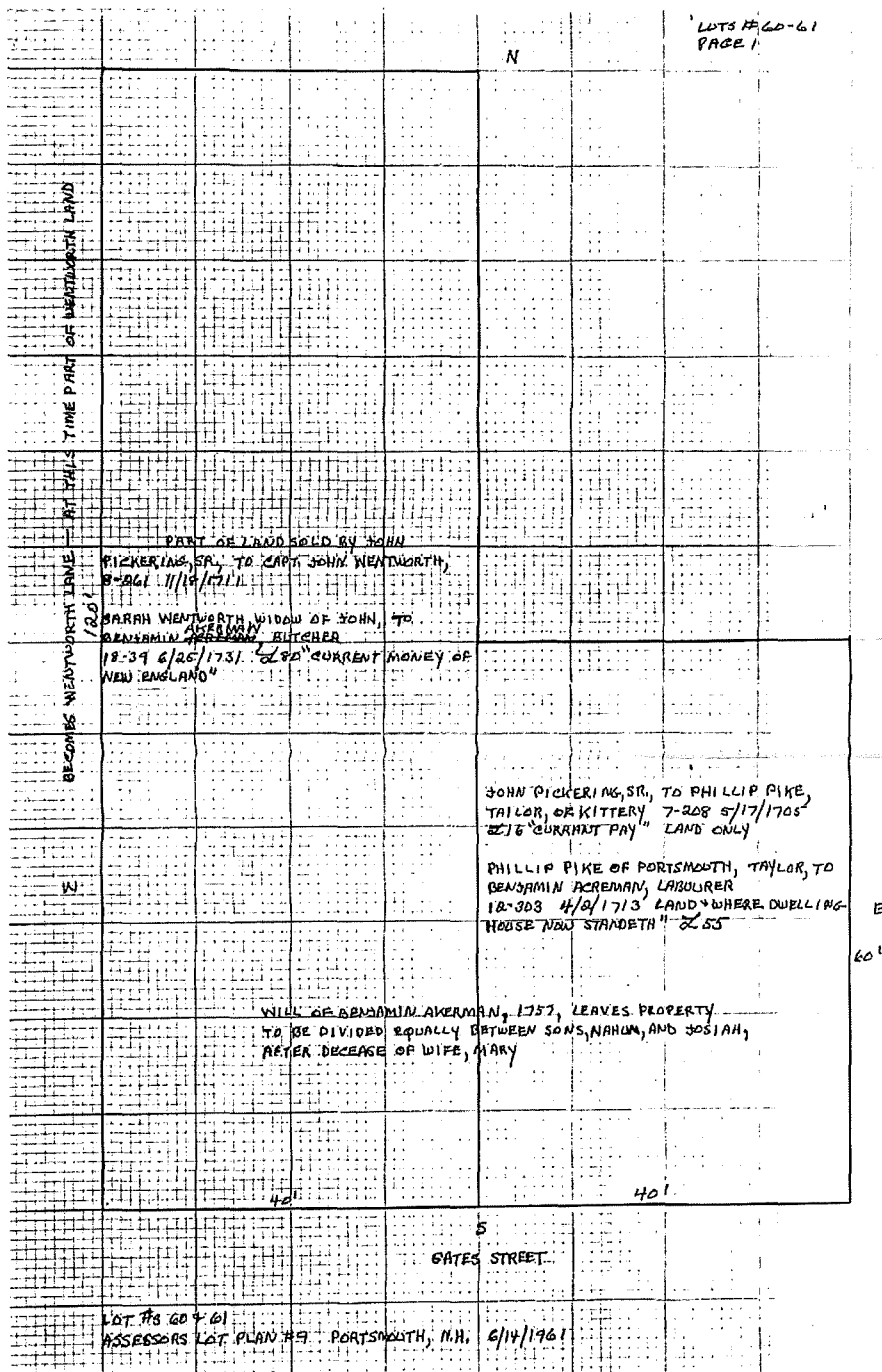 LOTS # 60-61
PAGE 1
N
BECOMES WENTWORTH LANE - AT THIS TIME PART OF WENTWORTH LAND
120'
PART OF LAND SOLD BY JOHN
PICKERING, SR., TO CAPT. JOHN WENTWORTH,
8-261 11/18/1711
SARAH WENTWORTH, WIDOW OF JOHN, TO
AKERMAN
BENJAMIN BUTCHER
18-39 6/25/1731 £80 "CURRENT MONEY OF
NEW ENGLAND"
JOHN PICKERING, SR., TO PHILLIP PIKE,
TAILOR, OF KITTERY 7-208 5/17/1705
£16 "CURRANT PAY" LAND ONLY
PHILLIP PIKE OF PORTSMOUTH, TAYLOR, TO
BENJAMIN ACREMAN, LABOURER
12-303 4/2/1713 LAND "WHERE DWELLING
HOUSE NOW STANDETH" £55
W
E
60'
WILL OF BENJAMIN AKERMAN, 1757, LEAVES PROPERTY
TO BE DIVIDED EQUALLY BETWEEN SONS, NAHUM, AND JOSIAH,
AFTER DECEASE OF WIFE, MARY
40'
40'
S
GATES STREET
LOT #S 60 & 61
ASSESSORS LOT PLAN #9 PORTSMOUTH, N.H. 6/14/1961